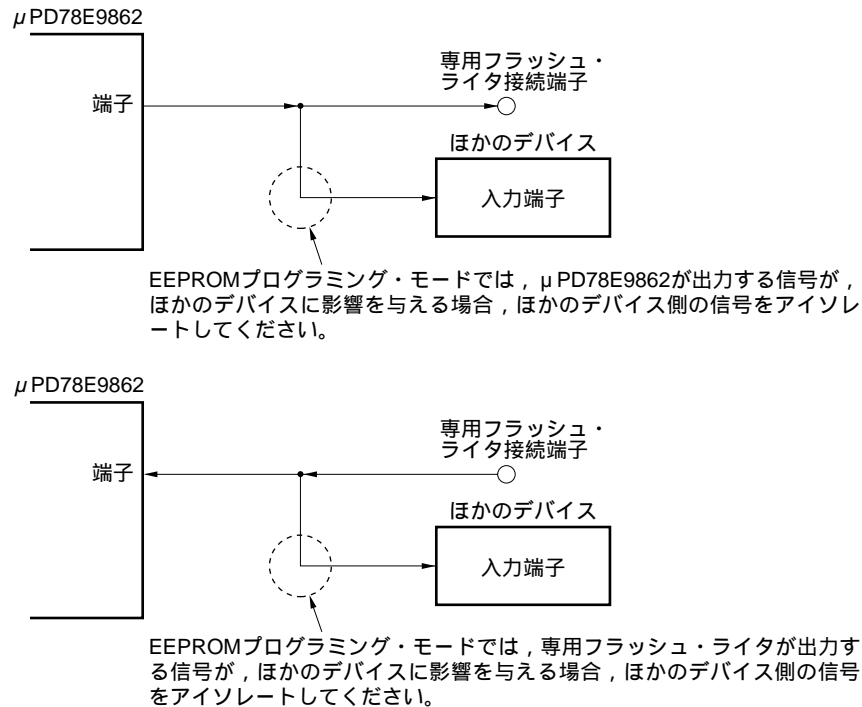 μPD78E9862
専用フラッシュ・
ライタ接続端子
端子
ほかのデバイス
入力端子
EEPROMプログラミング・モードでは，μPD78E9862が出力する信号が，
ほかのデバイスに影響を与える場合，ほかのデバイス側の信号をアイソレ
ートしてください。
μPD78E9862
専用フラッシュ・
ライタ接続端子
端子
ほかのデバイス
入力端子
EEPROMプログラミング・モードでは，専用フラッシュ・ライタが出力す
る信号が，ほかのデバイスに影響を与える場合，ほかのデバイス側の信号
をアイソレートしてください。